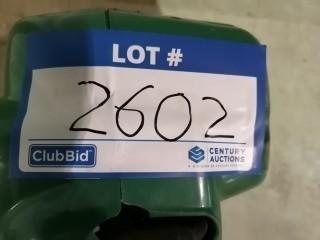 LOT #
2602
ClubBid
CENTURY
AUCTIONS